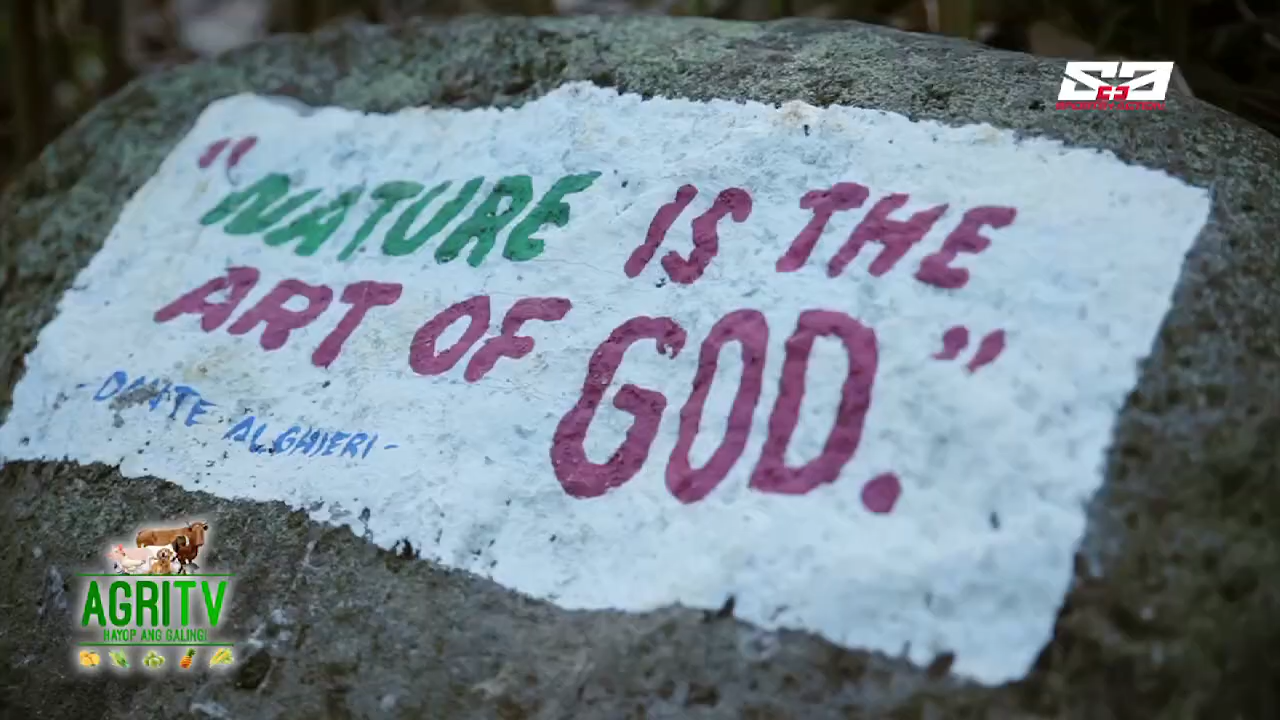 "NATURE IS THE
ART OF GOD."
- DANTE ALGHIERI -
AGRITV
HAYOP ANG GALING!